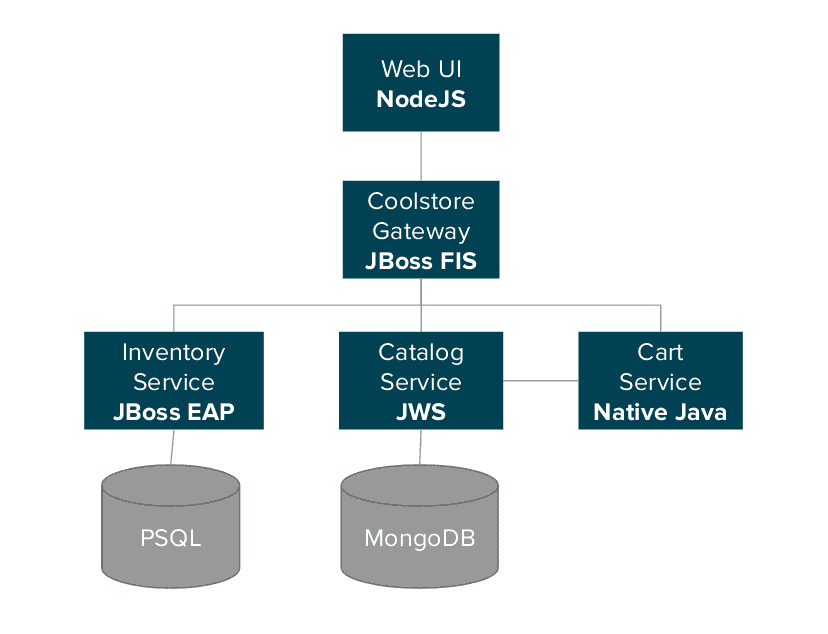 Web UI
NodeJS
Coolstore
Gateway
JBoss FIS
Inventory
Service
JBoss EAP
Catalog
Service
JWS
Cart
Service
Native Java
PSQL
MongoDB